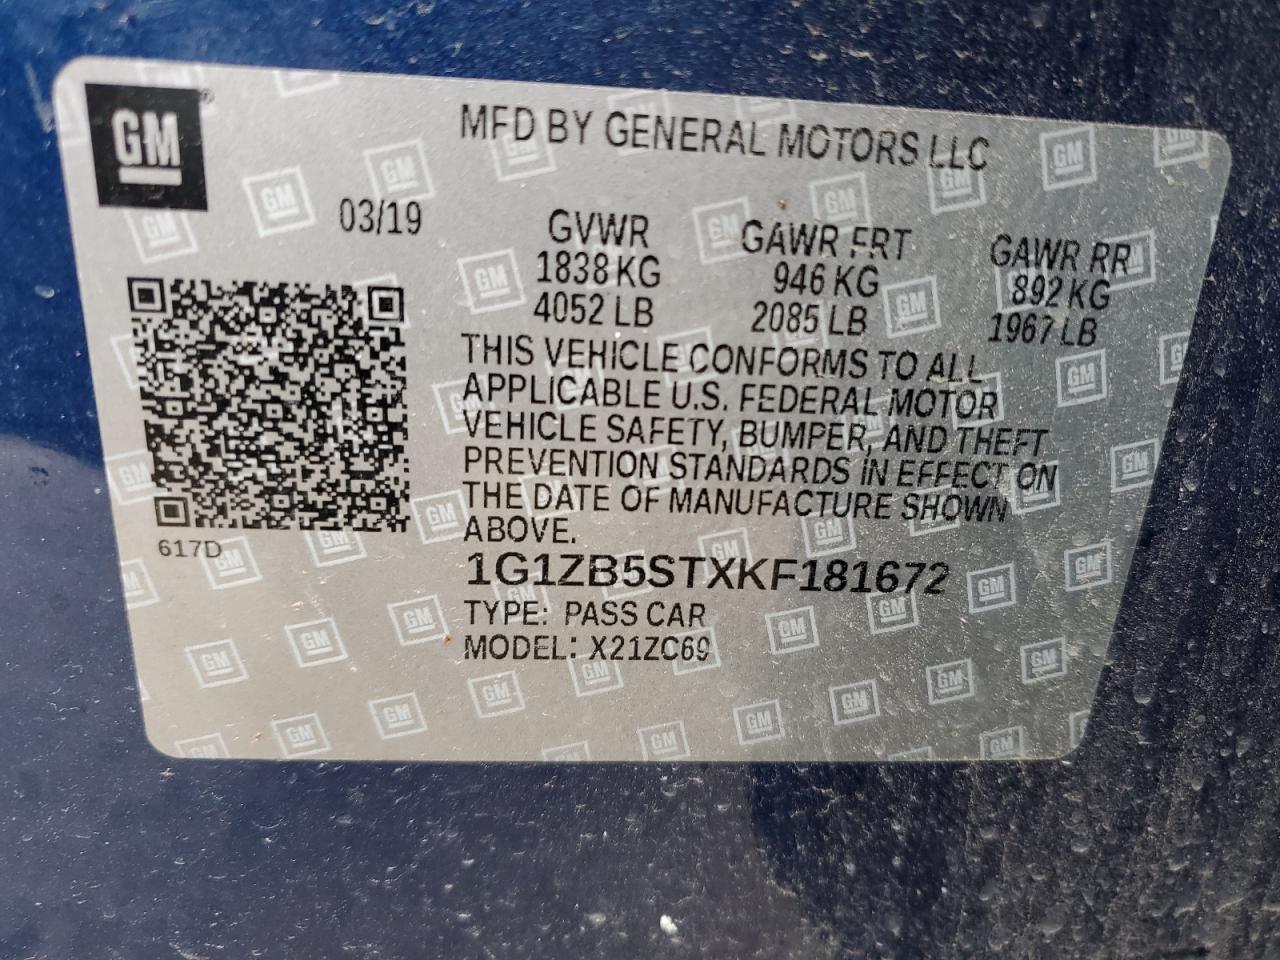 GM
MFD BY GENERAL MOTORS LLC
03/19
GVWR GAWR FRT GAWR RR
1838 KG 946 KG 892 KG
4052 LB 2085 LB 1967 LB
THIS VEHICLE CONFORMS TO ALL
APPLICABLE U.S. FEDERAL MOTOR
VEHICLE SAFETY, BUMPER, AND THEFT
PREVENTION STANDARDS IN EFFECT ON
THE DATE OF MANUFACTURE SHOWN
ABOVE.
617D
1G1ZB5STXKF181672
TYPE: PASS CAR
MODEL: X21ZC69